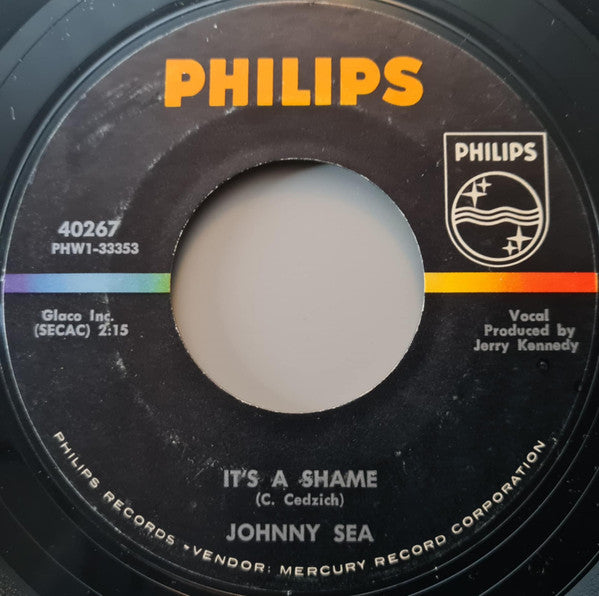 PHILIPS
PHILIPS
40267
PHW1-33353
Glaco Inc.
(SECAC) 2:15
Vocal
Produced by
Jerry Kennedy
IT'S A SHAME
(C. Cedzich)
JOHNNY SEA
PHILIPS RECORDS • VENDOR: MERCURY RECORD CORPORATION